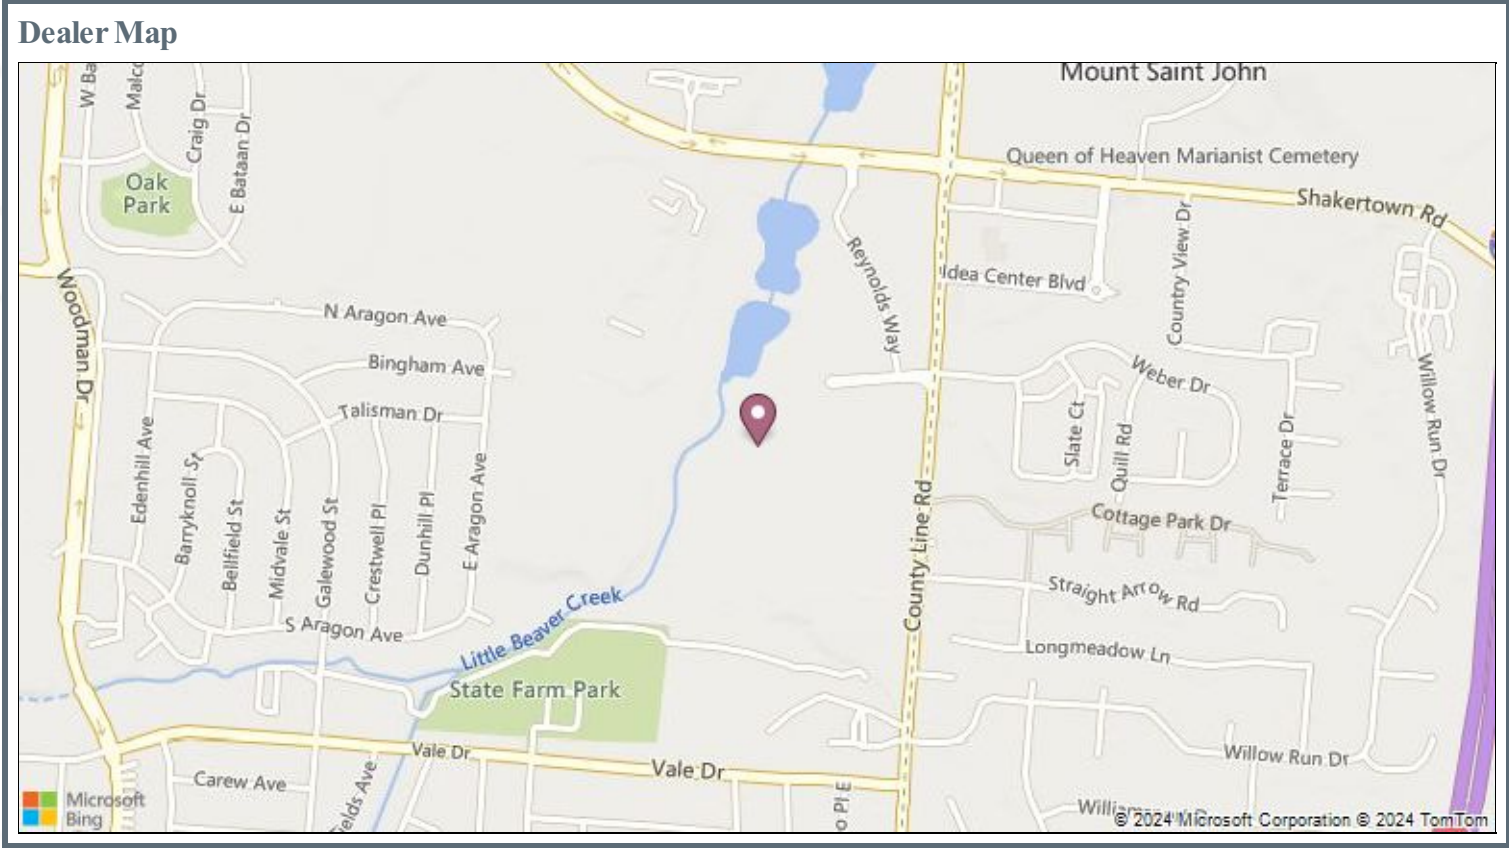 Dealer Map
Mount Saint John
Malco
Craig Dr
E Bataan Dr
Oak
Park
Queen of Heaven Marianist Cemetery
Shakertown Rd
Woodman Dr
Reynolds Way
Idea Center Blvd
Country View Dr
N Aragon Ave
Bingham Ave
Talisman Dr
Weber Dr
Willow Run Dr
Edenhill Ave
Barryknoll St
Bellfield St
Midvale St
Galewood St
Crestwell Pl
Dunhill Pl
E Aragon Ave
Slate Ct
Quill Rd
Terrace Dr
County Line Rd
Cottage Park Dr
Straight Arrow Rd
Longmeadow Ln
S Aragon Ave
Little Beaver Creek
State Farm Park
Vale Dr
Vale Dr
Willow Run Dr
Carew Ave
ields Ave
o Pl E
Microsoft
Bing
© 2024 Microsoft Corporation © 2024 TomTom